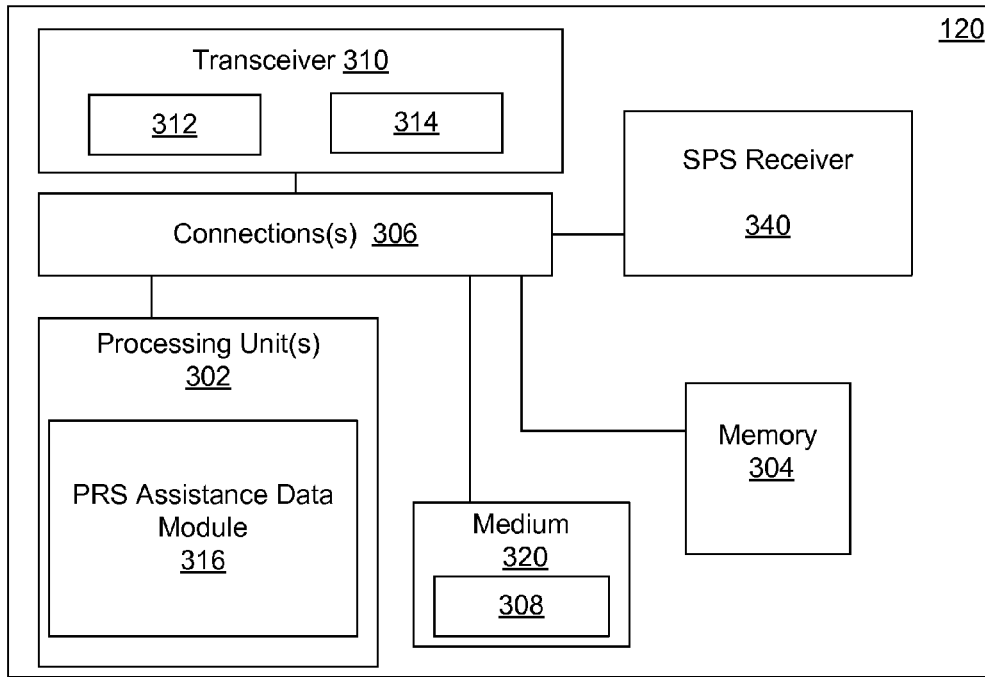 120
Transceiver 310
312
314
Connections(s) 306
SPS Receiver
340
Processing Unit(s)
302
PRS Assistance Data
Module
316
Medium
320
308
Memory
304